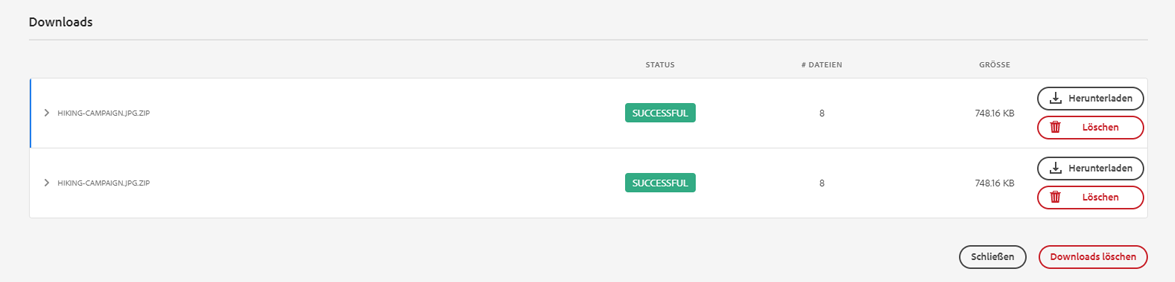 Downloads
STATUS # DATEIEN GRÖSSE
HIKING-CAMPAIGN.JPG.ZIP SUCCESSFUL 8 748.16 KB Herunterladen
Löschen
HIKING-CAMPAIGN.JPG.ZIP SUCCESSFUL 8 748.16 KB Herunterladen
Löschen
Schließen Downloads löschen